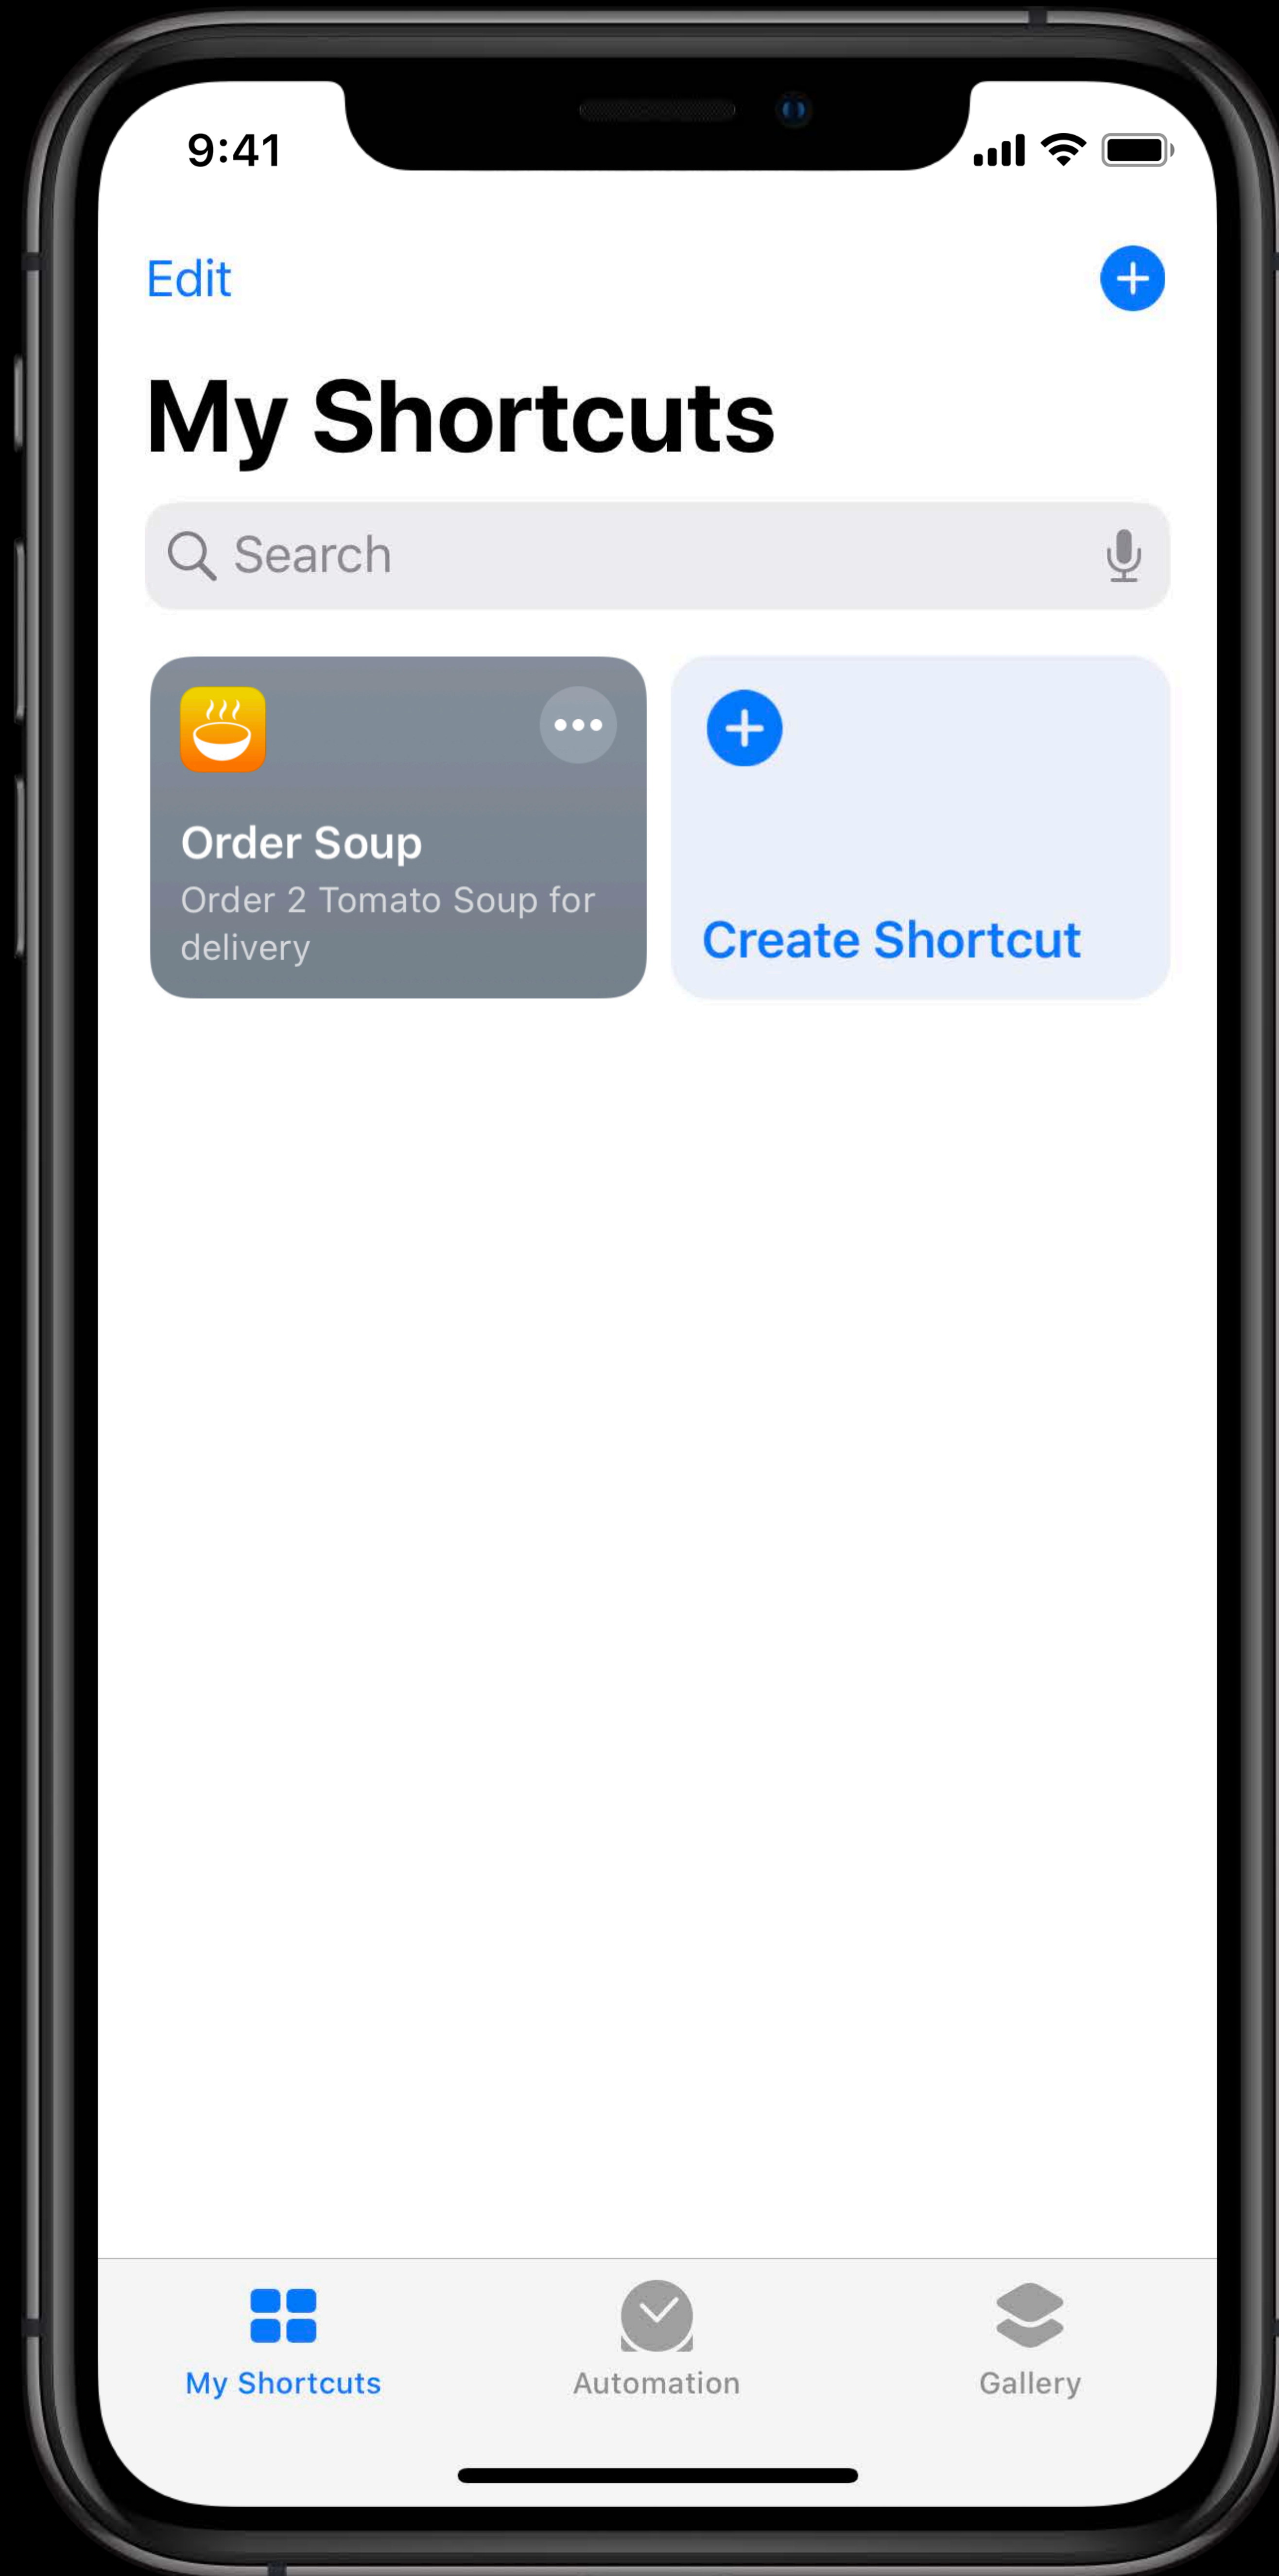 9:41
Edit
My Shortcuts
Search
Order Soup
Order 2 Tomato Soup for
delivery
Create Shortcut
My Shortcuts
Automation
Gallery